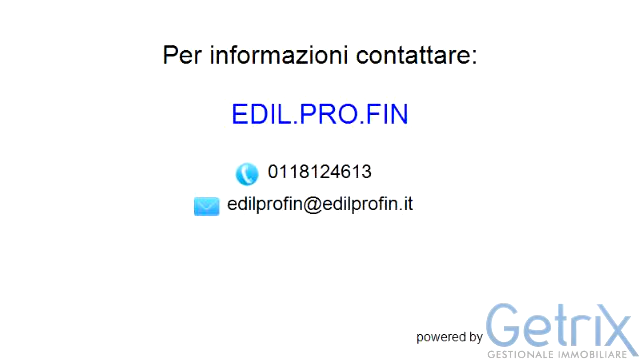 Per informazioni contattare:
EDIL.PRO.FIN
0118124613
edilprofin@edilprofin.it
powered by Getrix
GESTIONALE IMMOBILIARE